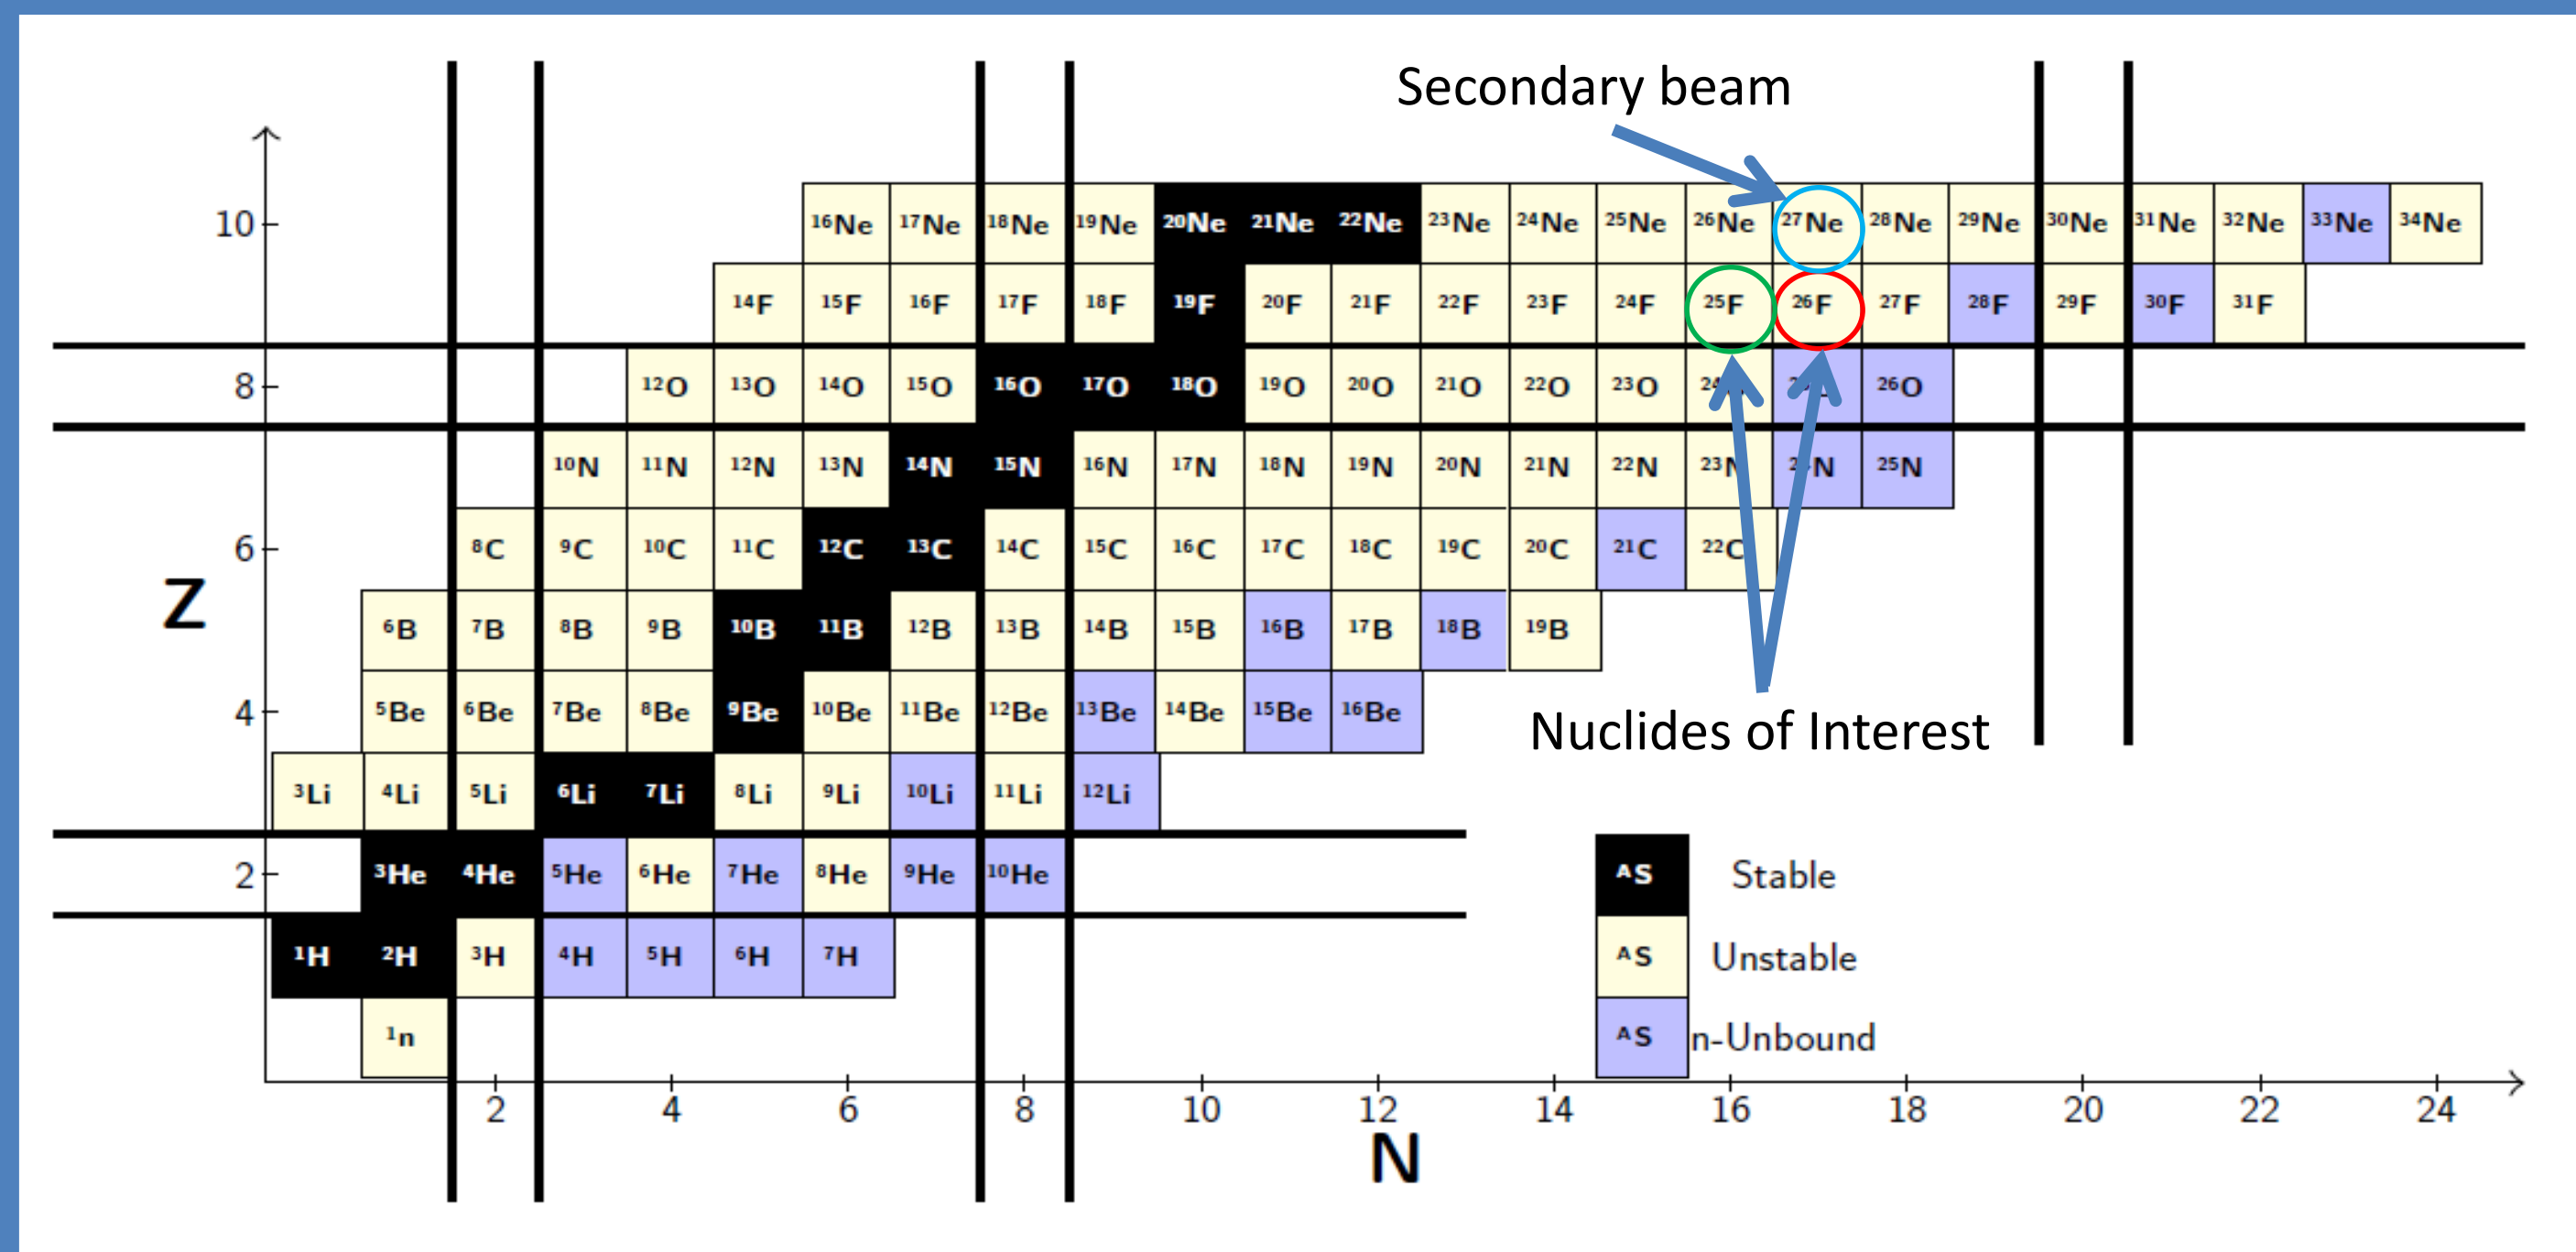 Secondary beam
10 ¹⁶Ne ¹⁷Ne ¹⁸Ne ¹⁹Ne ²⁰Ne ²¹Ne ²²Ne ²³Ne ²⁴Ne ²⁵Ne ²⁶Ne ²⁷Ne ²⁸Ne ²⁹Ne ³⁰Ne ³¹Ne ³²Ne ³³Ne ³⁴Ne
¹⁴F ¹⁵F ¹⁶F ¹⁷F ¹⁸F ¹⁹F ²⁰F ²¹F ²²F ²³F ²⁴F ²⁵F ²⁶F ²⁷F ²⁸F ²⁹F ³⁰F ³¹F
8 ¹²O ¹³O ¹⁴O ¹⁵O ¹⁶O ¹⁷O ¹⁸O ¹⁹O ²⁰O ²¹O ²²O ²³O ²⁶O
¹⁰N ¹¹N ¹²N ¹³N ¹⁴N ¹⁵N ¹⁶N ¹⁷N ¹⁸N ¹⁹N ²⁰N ²¹N ²²N ²³N N ²⁵N
6 ⁸C ⁹C ¹⁰C ¹¹C ¹²C ¹³C ¹⁴C ¹⁵C ¹⁶C ¹⁷C ¹⁸C ¹⁹C ²⁰C ²¹C ²²C
Z
⁶B ⁷B ⁸B ⁹B ¹⁰B ¹¹B ¹²B ¹³B ¹⁴B ¹⁵B ¹⁶B ¹⁷B ¹⁸B ¹⁹B
4 ⁵Be ⁶Be ⁷Be ⁸Be ⁹Be ¹⁰Be ¹¹Be ¹²Be ¹³Be ¹⁴Be ¹⁵Be ¹⁶Be
Nuclides of Interest
³Li ⁴Li ⁵Li ⁶Li ⁷Li ⁸Li ⁹Li ¹⁰Li ¹¹Li ¹²Li
2 ³He ⁴He ⁵He ⁶He ⁷He ⁸He ⁹He ¹⁰He
ᴬS Stable
¹H ²H ³H ⁴H ⁵H ⁶H ⁷H
ᴬS Unstable
¹n
ᴬS n-Unbound
2 4 6 8 10 12 14 16 18 20 22 24
N